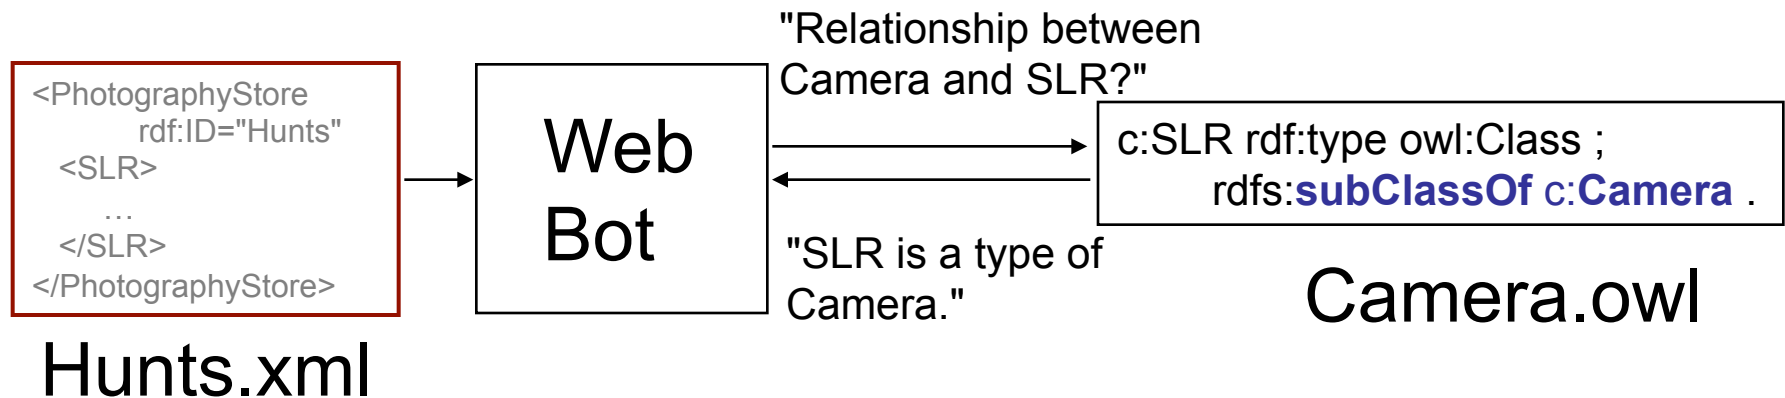 <PhotographyStore
rdf:ID="Hunts"
<SLR>
…
</SLR>
</PhotographyStore>
Hunts.xml
Web
Bot
"Relationship between
Camera and SLR?"
"SLR is a type of
Camera."
c:SLR rdf:type owl:Class ;
rdfs:subClassOf c:Camera .
Camera.owl